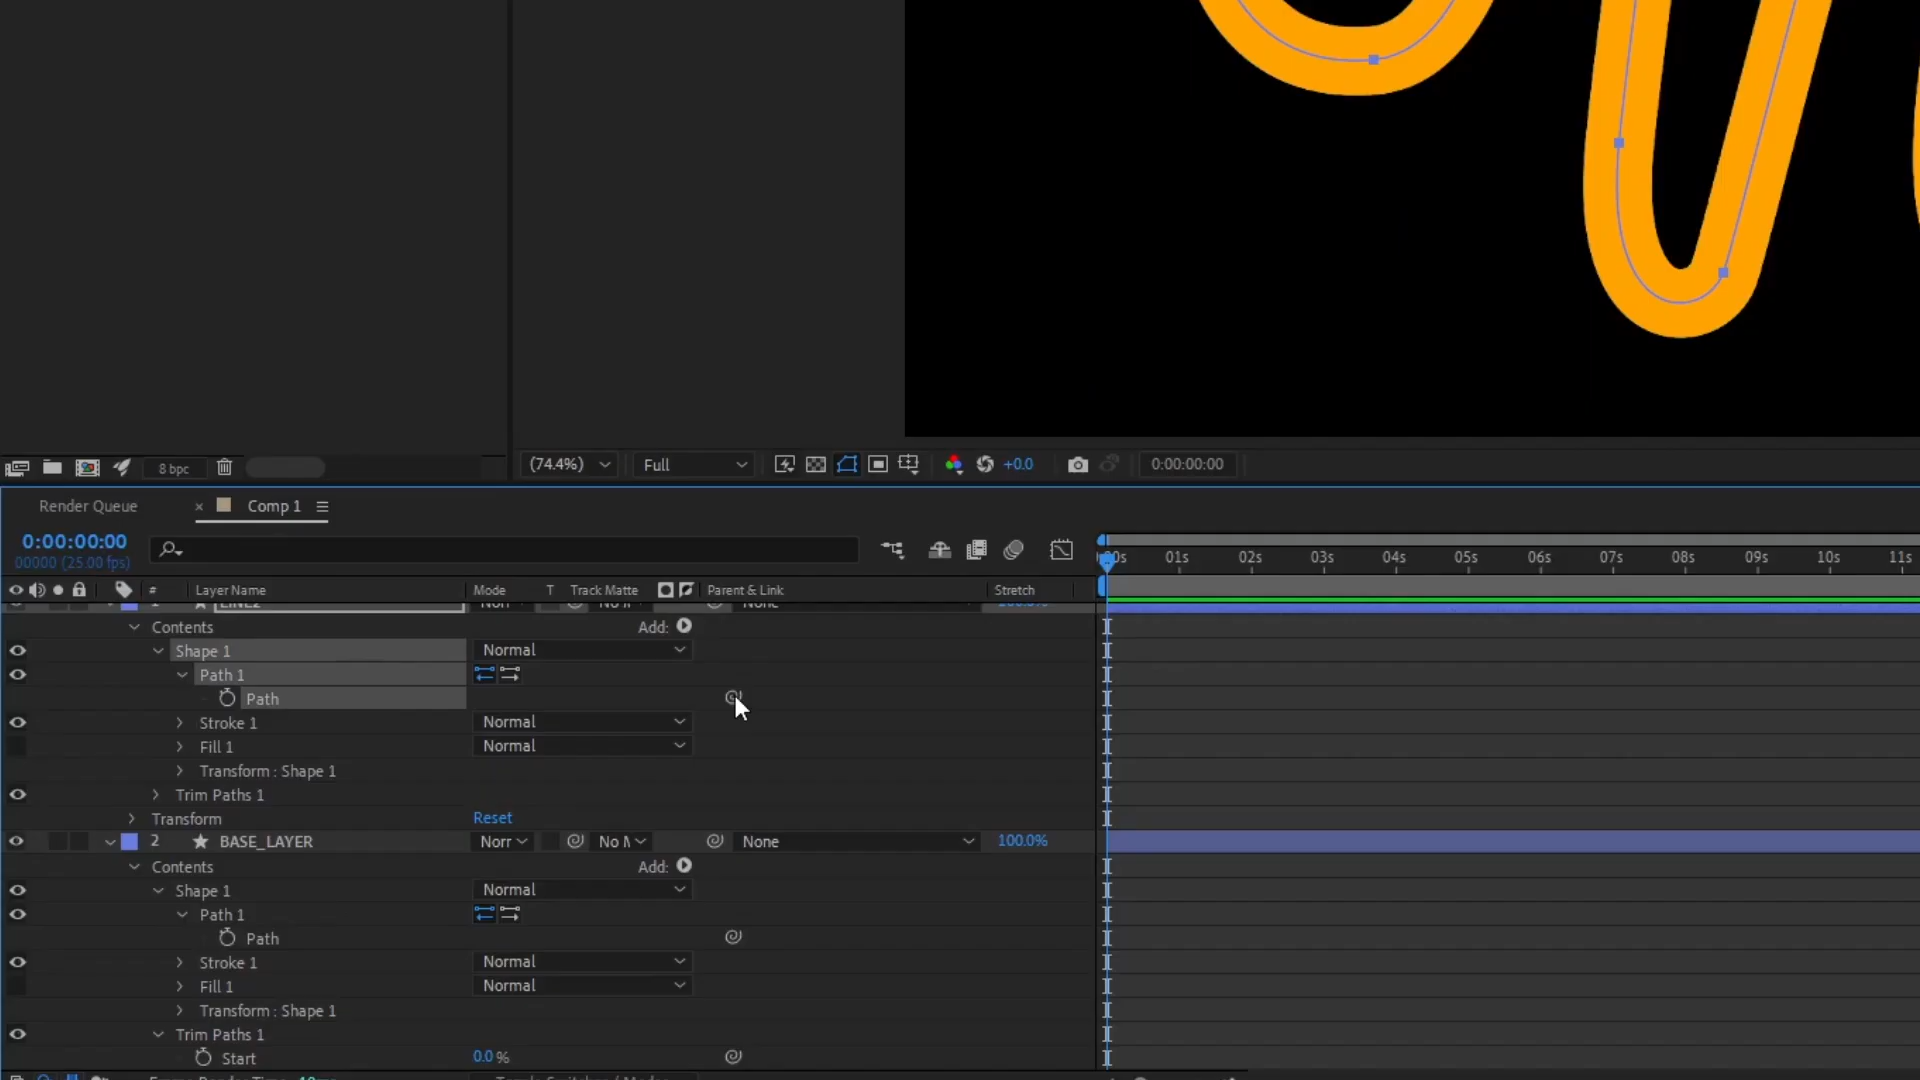 8 bpc
(74.4%)
Full
+0.0
0:00:00:00
Render Queue
× Comp 1
0:00:00:00
00000 (25.00 fps)
00s 01s 02s 03s 04s 05s 06s 07s 08s 09s 10s 11s
# Layer Name Mode T Track Matte Parent & Link Stretch
LINE2 None
Contents Add:
Shape 1 Normal
Path 1
Path
Stroke 1 Normal
Fill 1 Normal
Transform : Shape 1
Trim Paths 1
Transform Reset
2 BASE_LAYER Norr No M None 100.0%
Contents Add:
Shape 1 Normal
Path 1
Path
Stroke 1 Normal
Fill 1 Normal
Transform : Shape 1
Trim Paths 1
Start 0.0 %